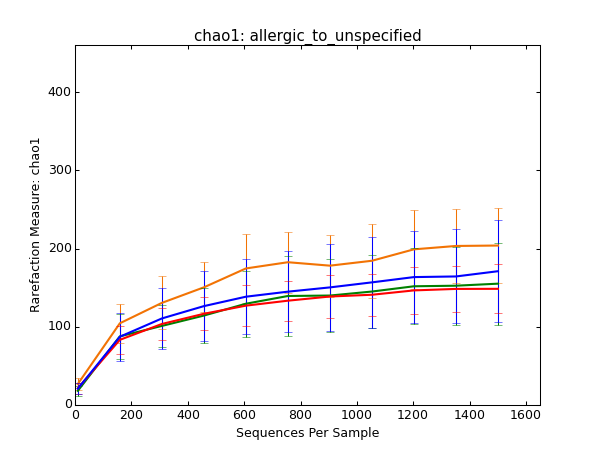 chao1: allergic_to_unspecified
Rarefaction Measure: chao1
400
300
200
100
0
0 200 400 600 800 1000 1200 1400 1600
Sequences Per Sample